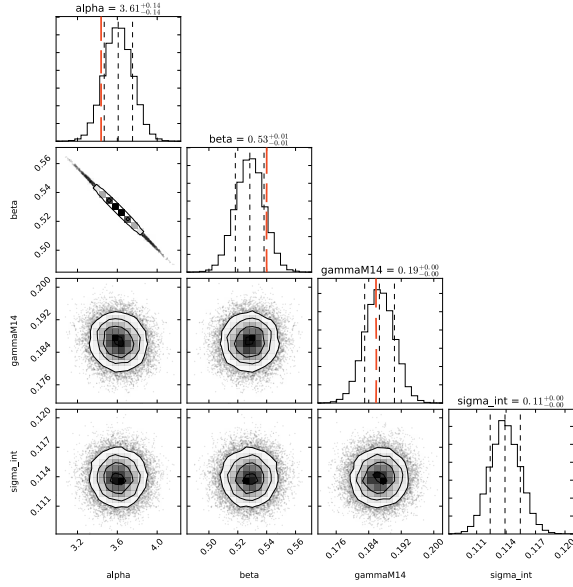 alpha = 3.61^{+0.14}_{-0.14}
beta = 0.53^{+0.01}_{-0.01}
0.56
0.54
0.52
0.50
beta
gammaM14 = 0.19^{+0.00}_{-0.00}
0.200
0.192
0.184
0.176
gammaM14
sigma_int = 0.11^{+0.00}_{-0.00}
0.120
0.117
0.114
0.111
sigma_int
3.2 3.6 4.0 0.50 0.52 0.54 0.56 0.176 0.184 0.192 0.200 0.111 0.114 0.117 0.120
alpha beta gammaM14 sigma_int